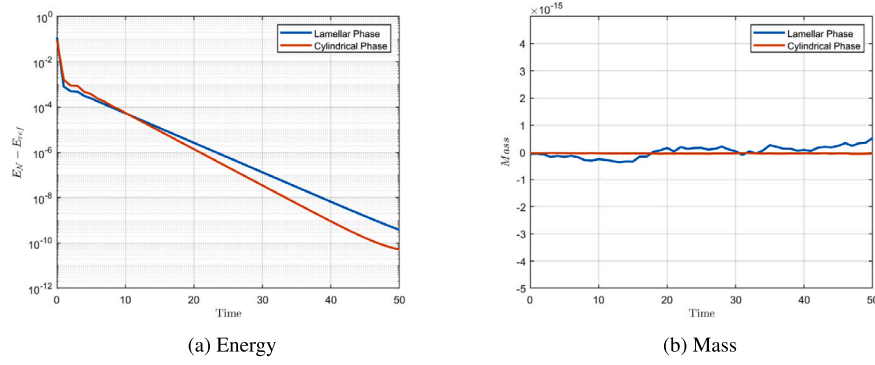 10^0
10^-2
10^-4
10^-6
10^-8
10^-10
10^-12
E_N − E_ref
Lamellar Phase
Cylindrical Phase
0 10 20 30 40 50
Time
(a) Energy
×10^-15
4
3
2
1
0
-1
-2
-3
-4
-5
Mass
Lamellar Phase
Cylindrical Phase
0 10 20 30 40 50
Time
(b) Mass